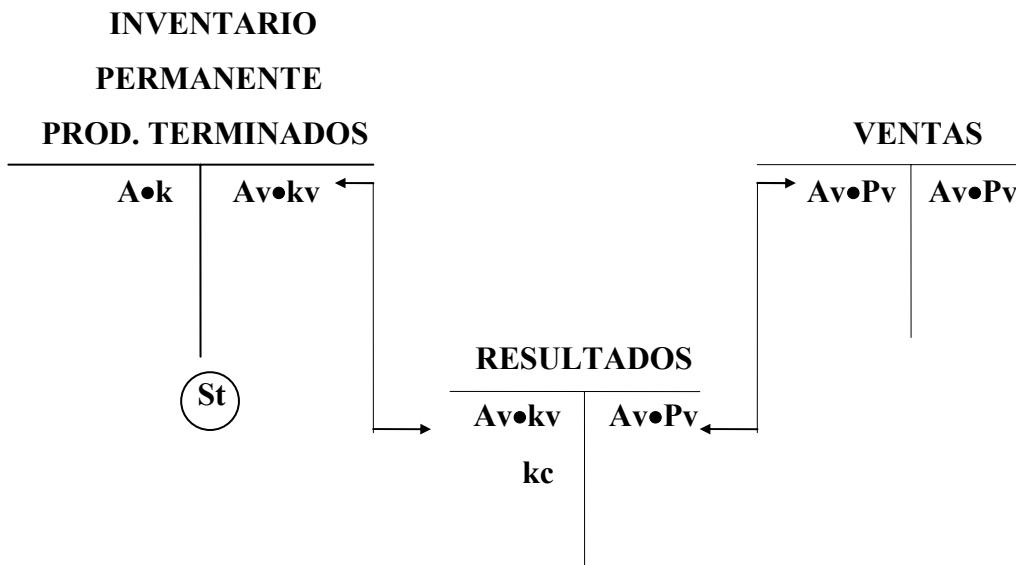 INVENTARIO
PERMANENTE
PROD. TERMINADOS
A•k Av•kv
St
VENTAS
Av•Pv Av•Pv
RESULTADOS
Av•kv Av•Pv
kc